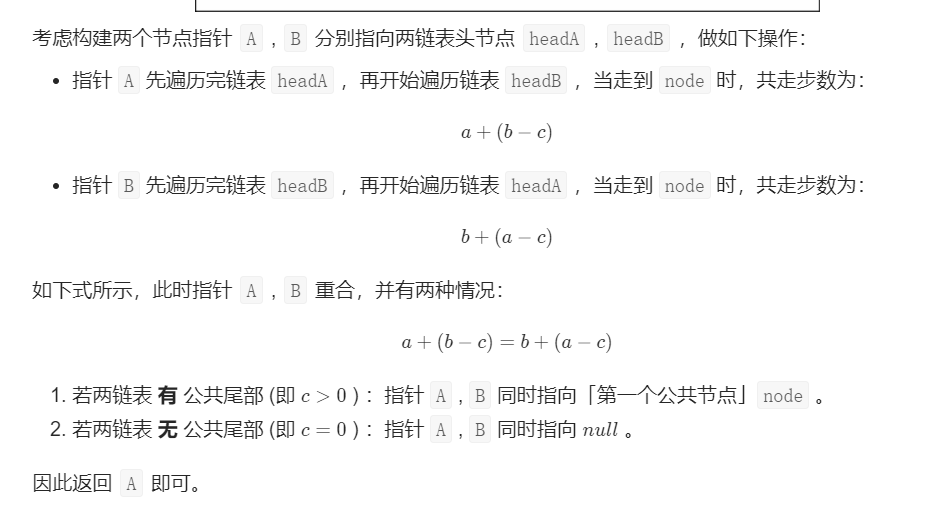 考虑构建两个节点指针 A , B 分别指向两链表头节点 headA , headB ，做如下操作：
• 指针 A 先遍历完链表 headA ，再开始遍历链表 headB ，当走到 node 时，共走步数为：
a + (b − c)
• 指针 B 先遍历完链表 headB ，再开始遍历链表 headA ，当走到 node 时，共走步数为：
b + (a − c)
如下式所示，此时指针 A , B 重合，并有两种情况：
a + (b − c) = b + (a − c)
1. 若两链表 有 公共尾部 (即 c > 0 ) ：指针 A , B 同时指向「第一个公共节点」 node 。
2. 若两链表 无 公共尾部 (即 c = 0 ) ：指针 A , B 同时指向 null 。
因此返回 A 即可。